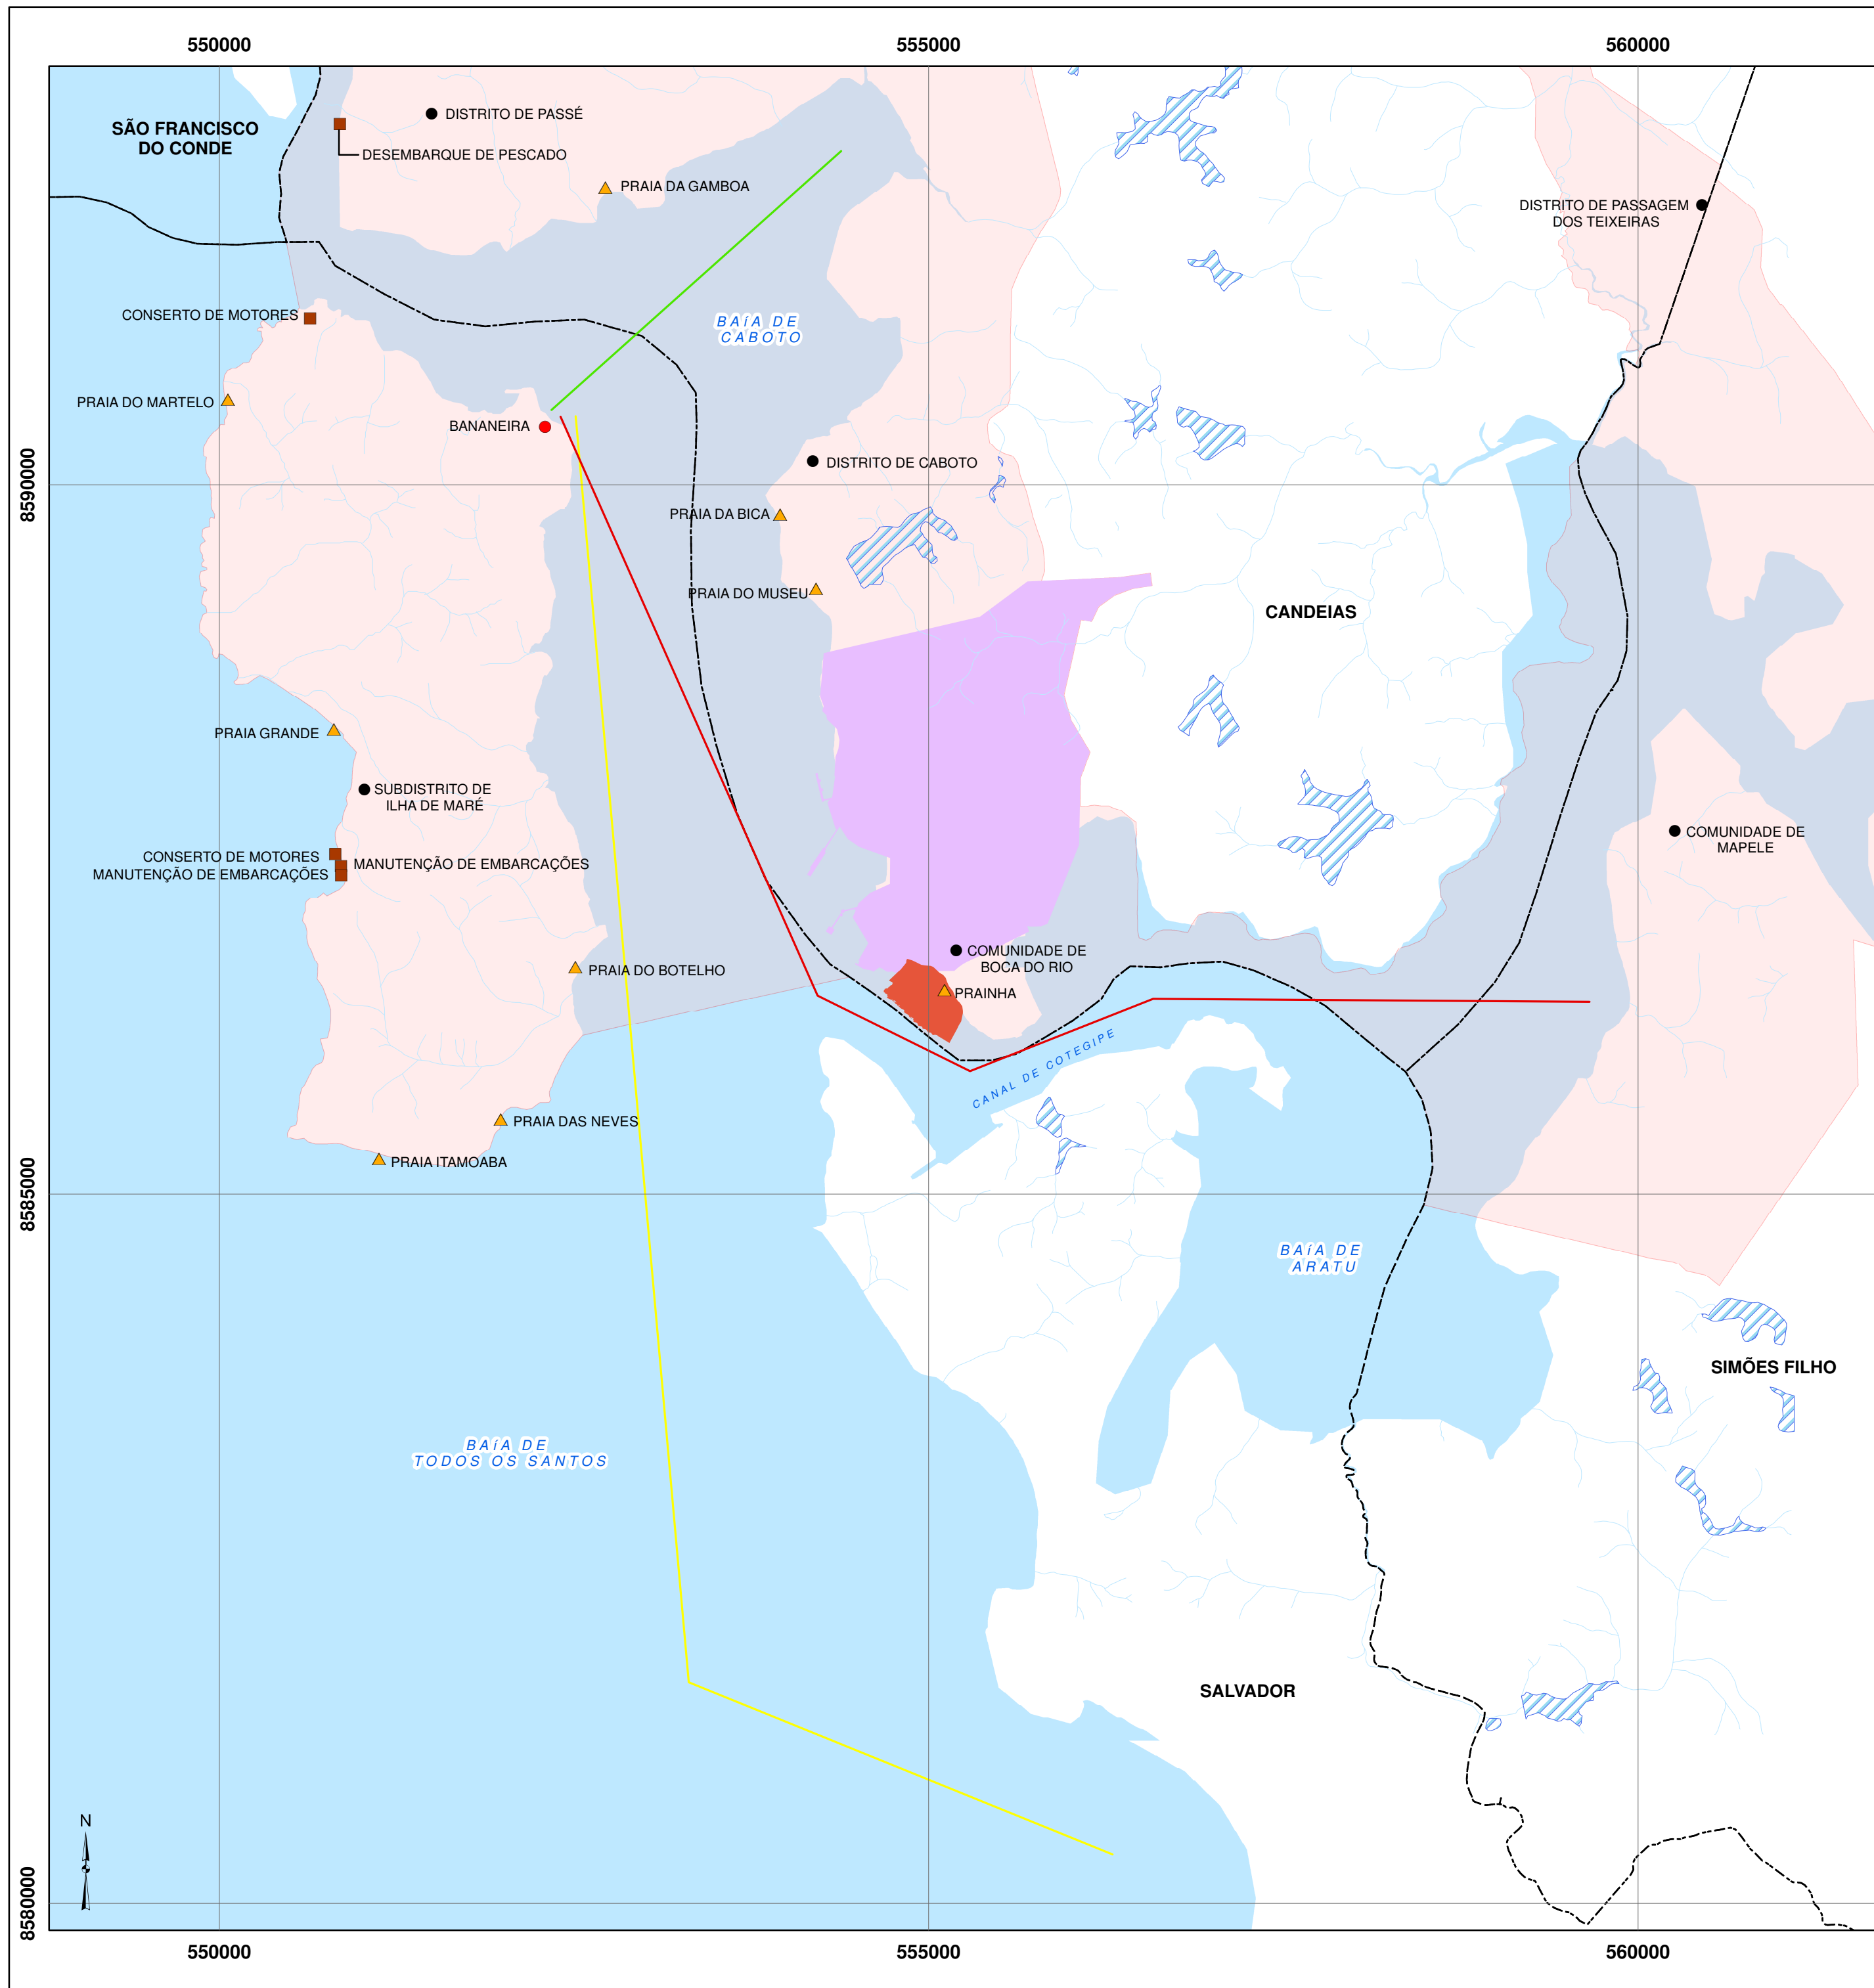 550000
555000
560000
SÃO FRANCISCO
DO CONDE
DISTRITO DE PASSÉ
DESEMBARQUE DE PESCADO
PRAIA DA GAMBOA
DISTRITO DE PASSAGEM
DOS TEIXEIRAS
CONSERTO DE MOTORES
BAíA DE
CABOTO
PRAIA DO MARTELO
BANANEIRA
DISTRITO DE CABOTO
8590000
PRAIA DA BICA
PRAIA DO MUSEU
CANDEIAS
PRAIA GRANDE
SUBDISTRITO DE
ILHA DE MARÉ
COMUNIDADE DE
MAPELE
CONSERTO DE MOTORES
MANUTENÇÃO DE EMBARCAÇÕES
MANUTENÇÃO DE EMBARCAÇÕES
COMUNIDADE DE
BOCA DO RIO
PRAIA DO BOTELHO
PRAINHA
CANAL DE COTEGIPE
PRAIA DAS NEVES
PRAIA ITAMOABA
8585000
BAíA DE
ARATU
SIMÕES FILHO
BAíA DE
TODOS OS SANTOS
SALVADOR
N
8580000
550000
555000
560000